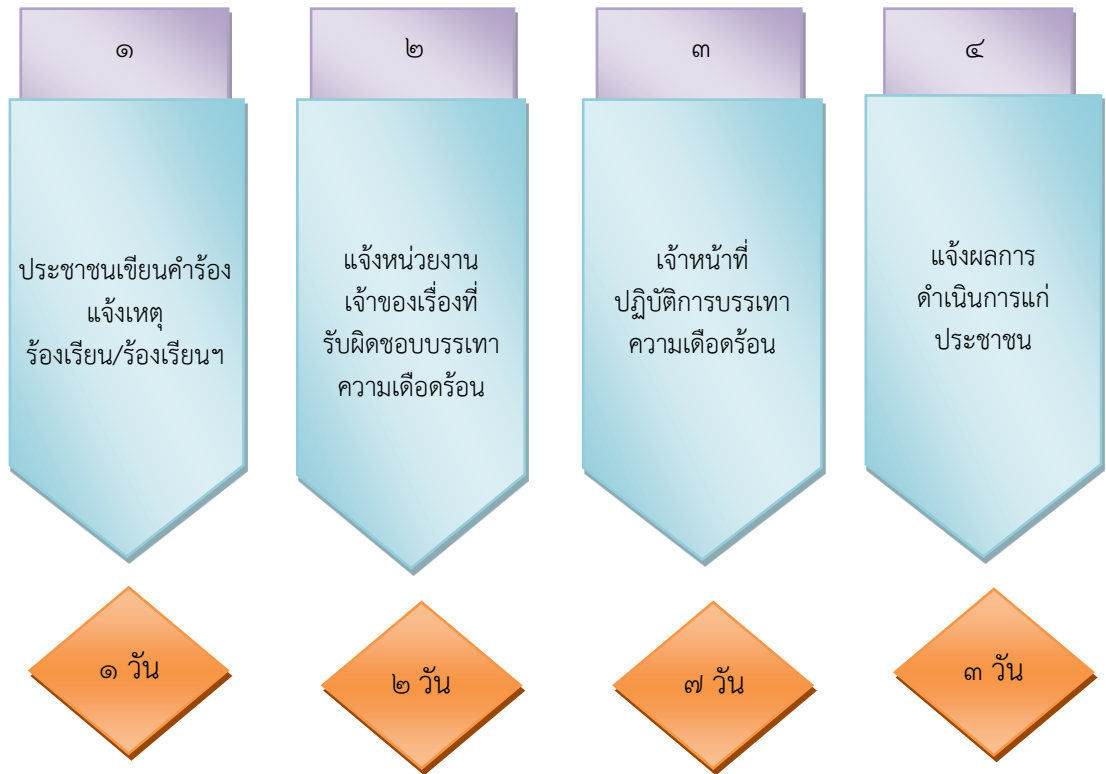 ๑
ประชาชนเขียนคำร้อง
แจ้งเหตุ
ร้องเรียน/ร้องเรียนฯ
๑ วัน
๒
แจ้งหน่วยงาน
เจ้าของเรื่องที่
รับผิดชอบบรรเทา
ความเดือดร้อน
๒ วัน
๓
เจ้าหน้าที่
ปฏิบัติการบรรเทา
ความเดือดร้อน
๗ วัน
๔
แจ้งผลการ
ดำเนินการแก่
ประชาชน
๓ วัน